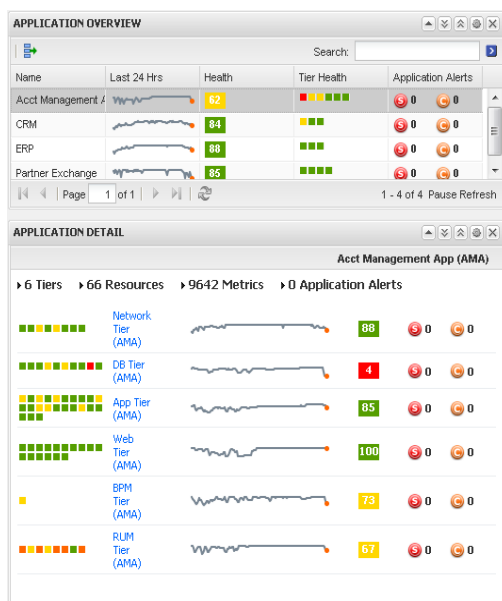 APPLICATION OVERVIEW
Search:
Name Last 24 Hrs Health Tier Health Application Alerts
Acct Management A 62 S 0 C 0
CRM 84 S 0 C 0
ERP 88 S 0 C 0
Partner Exchange 85 S 0 C 0
Page 1 of 1 1 - 4 of 4 Pause Refresh
APPLICATION DETAIL
Acct Management App (AMA)
6 Tiers 66 Resources 9642 Metrics 0 Application Alerts
Network
Tier 88 S 0 C 0
(AMA)
DB Tier 4 S 0 C 0
(AMA)
App Tier 85 S 0 C 0
(AMA)
Web
Tier 100 S 0 C 0
(AMA)
BPM
Tier 73 S 0 C 0
(AMA)
RUM
Tier 67 S 0 C 0
(AMA)